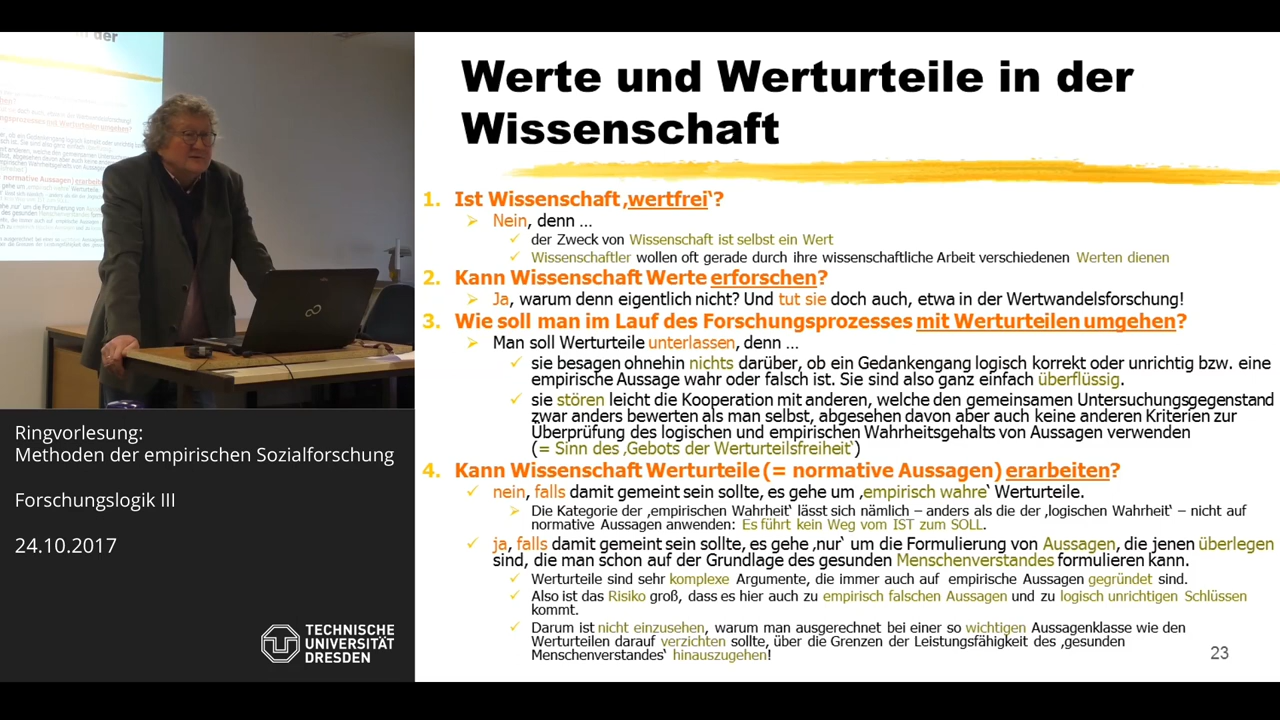 Werte und Werturteile in der
Wissenschaft
1. Ist Wissenschaft ‚wertfrei‘?
Nein, denn ...
der Zweck von Wissenschaft ist selbst ein Wert
Wissenschaftler wollen oft gerade durch ihre wissenschaftliche Arbeit verschiedenen Werten dienen
2. Kann Wissenschaft Werte erforschen?
Ja, warum denn eigentlich nicht? Und tut sie doch auch, etwa in der Wertwandelsforschung!
3. Wie soll man im Lauf des Forschungsprozesses mit Werturteilen umgehen?
Man soll Werturteile unterlassen, denn ...
sie besagen ohnehin nichts darüber, ob ein Gedankengang logisch korrekt oder unrichtig bzw. eine
empirische Aussage wahr oder falsch ist. Sie sind also ganz einfach überflüssig.
sie stören leicht die Kooperation mit anderen, welche den gemeinsamen Untersuchungsgegenstand
zwar anders bewerten als man selbst, abgesehen davon aber auch keine anderen Kriterien zur
Überprüfung des logischen und empirischen Wahrheitsgehalts von Aussagen verwenden
(= Sinn des ‚Gebots der Werturteilsfreiheit‘)
4. Kann Wissenschaft Werturteile (= normative Aussagen) erarbeiten?
nein, falls damit gemeint sein sollte, es gehe um ‚empirisch wahre‘ Werturteile.
Die Kategorie der ‚empirischen Wahrheit‘ lässt sich nämlich – anders als die der ‚logischen Wahrheit‘ – nicht auf
normative Aussagen anwenden: Es führt kein Weg vom IST zum SOLL.
ja, falls damit gemeint sein sollte, es gehe ‚nur‘ um die Formulierung von Aussagen, die jenen überlegen
sind, die man schon auf der Grundlage des gesunden Menschenverstandes formulieren kann.
Werturteile sind sehr komplexe Argumente, die immer auch auf empirische Aussagen gegründet sind.
Also ist das Risiko groß, dass es hier auch zu empirisch falschen Aussagen und zu logisch unrichtigen Schlüssen
kommt.
Darum ist nicht einzusehen, warum man ausgerechnet bei einer so wichtigen Aussagenklasse wie den
Werturteilen darauf verzichten sollte, über die Grenzen der Leistungsfähigkeit des ‚gesunden
Menschenverstandes‘ hinauszugehen!
23
Ringvorlesung:
Methoden der empirischen Sozialforschung
Forschungslogik III
24.10.2017
TECHNISCHE
UNIVERSITÄT
DRESDEN